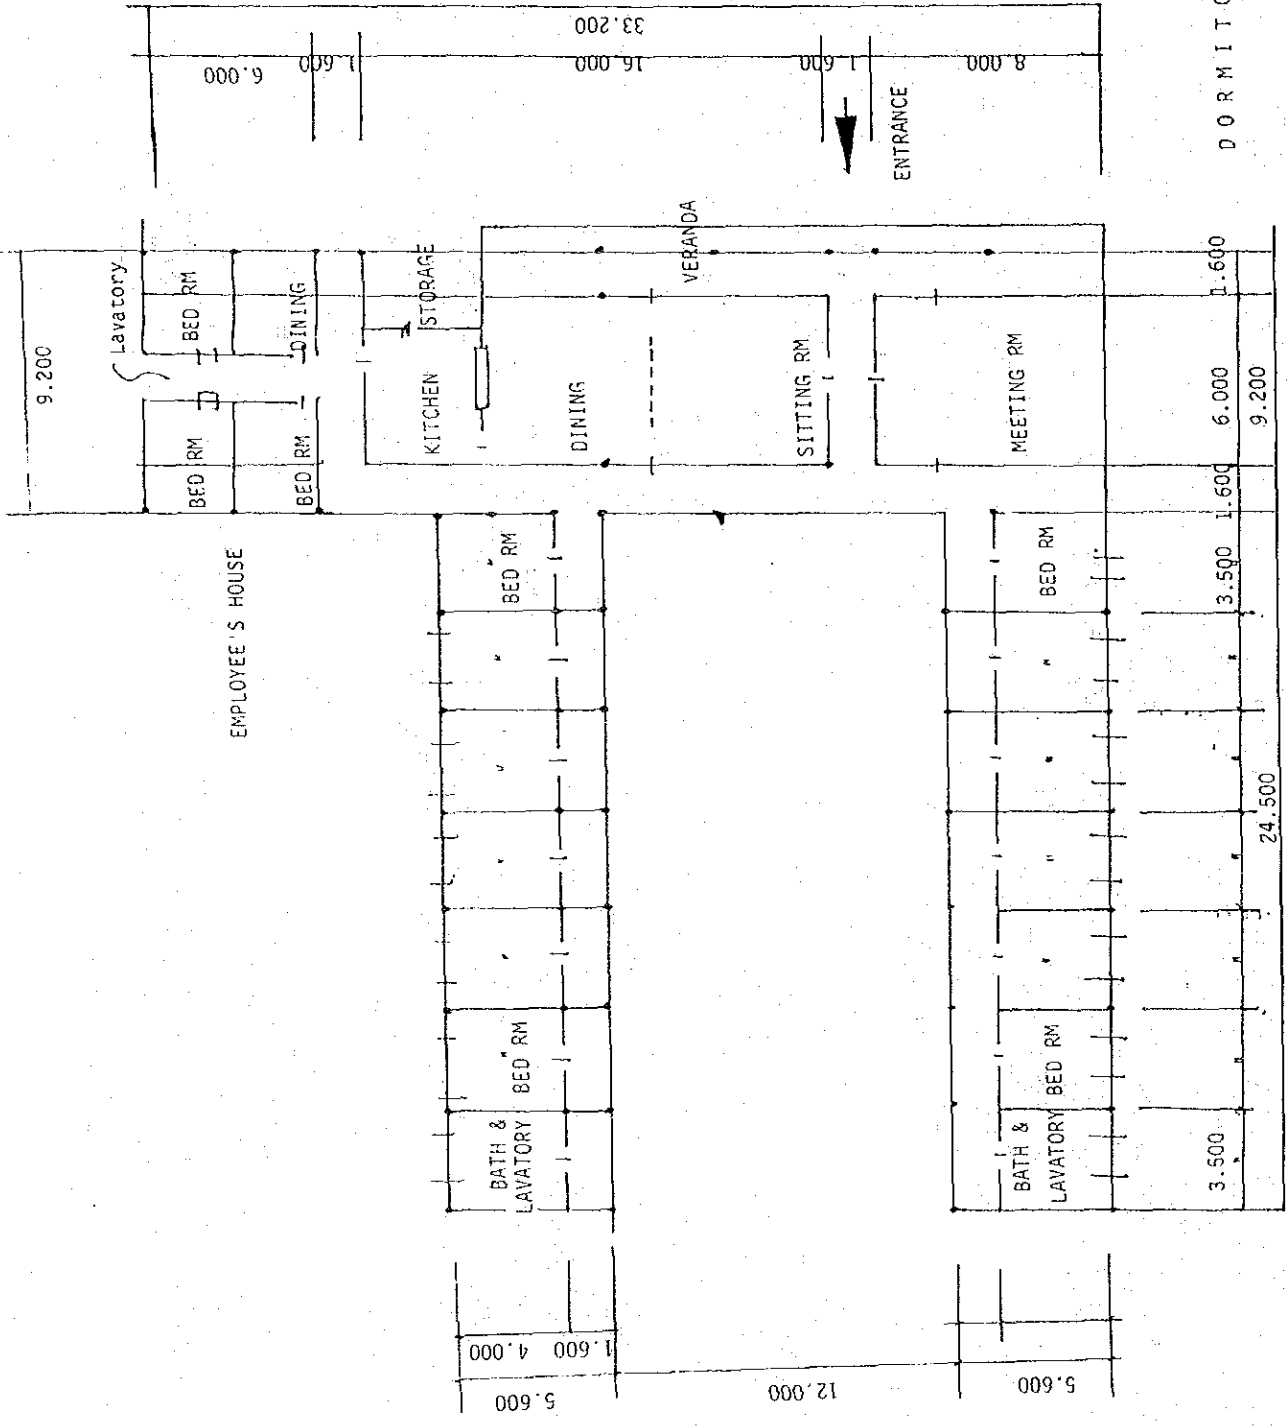 33.200
6.000
1.600
16.000
1.600
8.000
ENTRANCE
DORMITO
9.200
Lavatory
BED RM
DINING
BED RM
BED RM
STORAGE
KITCHEN
DINING
VERANDA
SITTING RM
MEETING RM
1.600
6.000
9.200
1.600
EMPLOYEE'S HOUSE
BED RM
BED RM
3.500
"
"
"
"
"
"
"
"
24.500
BED RM
BED RM
BATH &
LAVATORY
BATH &
LAVATORY
3.500
4.000
1.600
5.600
12.000
5.600